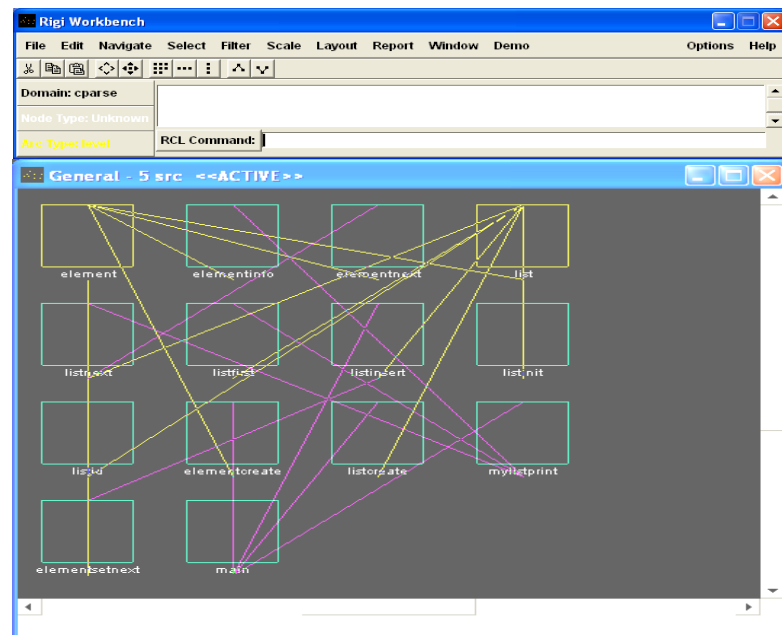 Rigi Workbench
File Edit Navigate Select Filter Scale Layout Report Window Demo Options Help
Domain: cparse
Node Type: Unknown
Arc Type: level
RCL Command:
General - 5 src <<ACTIVE>>
element elementinfo elementnext list
listnext listfirst listinsert listinit
listid elementcreate listcreate mylistprint
elementsetnext main